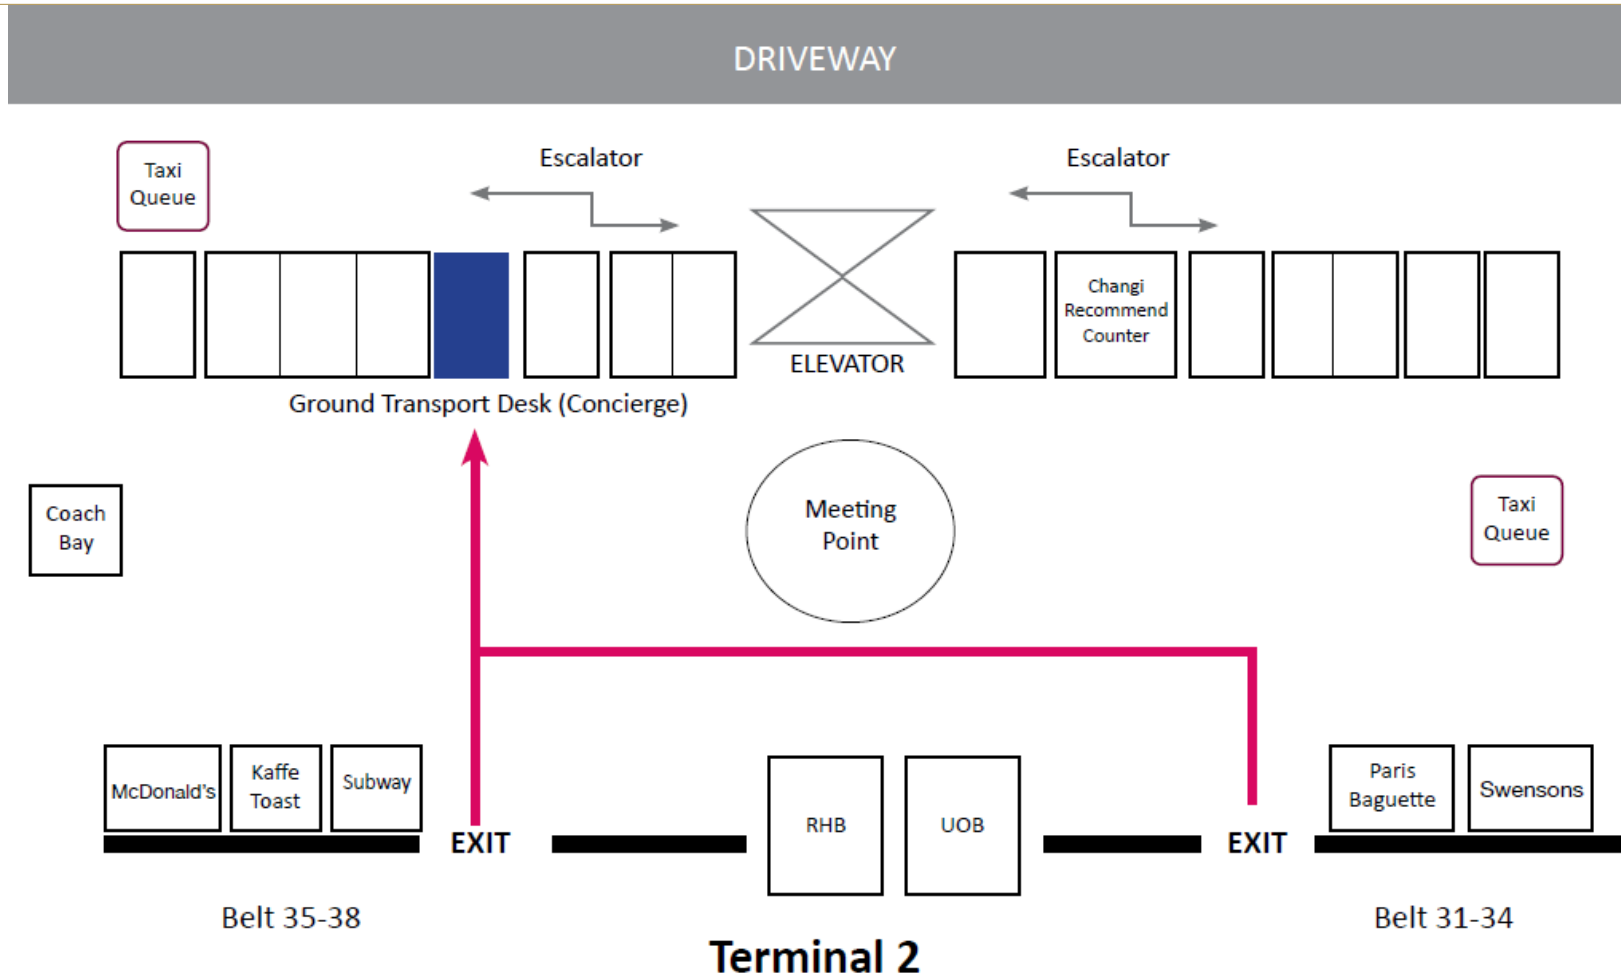 DRIVEWAY
Taxi
Queue
Escalator
Escalator
Changi
Recommend
Counter
ELEVATOR
Ground Transport Desk (Concierge)
Coach
Bay
Meeting
Point
Taxi
Queue
McDonald's
Kaffe
Toast
Subway
EXIT
RHB
UOB
EXIT
Paris
Baguette
Swensons
Belt 35-38
Belt 31-34
Terminal 2